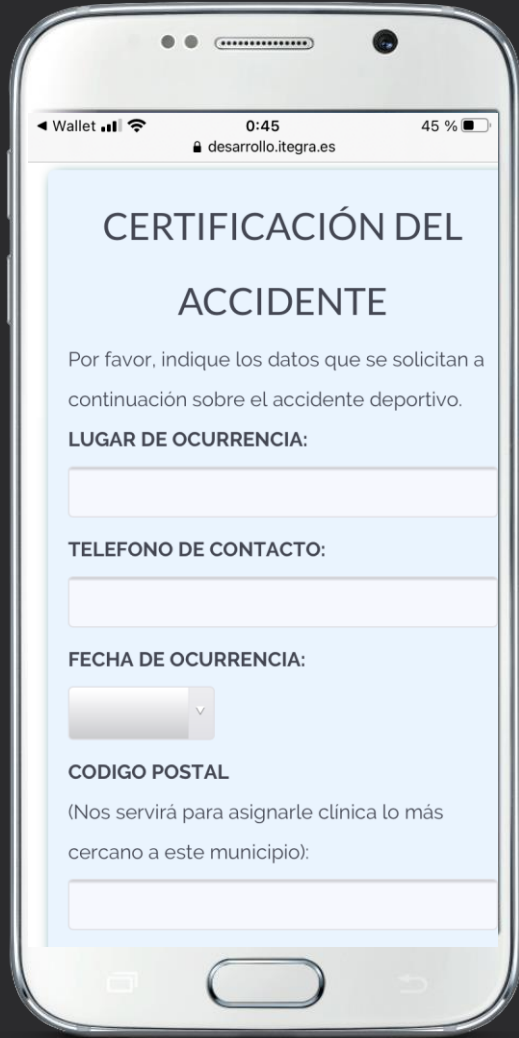 ◀ Wallet 0:45 45 %
desarrollo.itegra.es
CERTIFICACIÓN DEL
ACCIDENTE
Por favor, indique los datos que se solicitan a
continuación sobre el accidente deportivo.
LUGAR DE OCURRENCIA:
TELEFONO DE CONTACTO:
FECHA DE OCURRENCIA:
CODIGO POSTAL
(Nos servirá para asignarle clínica lo más
cercano a este municipio):